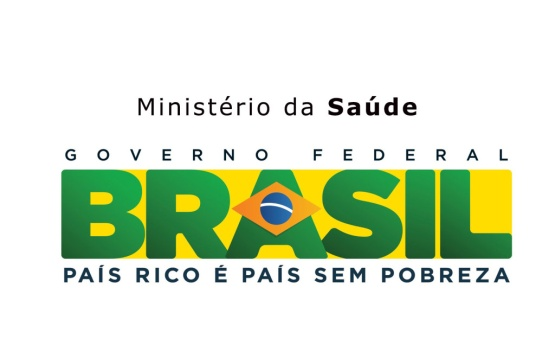 Ministério da Saúde
GOVERNO FEDERAL
BRASIL
PAÍS RICO É PAÍS SEM POBREZA